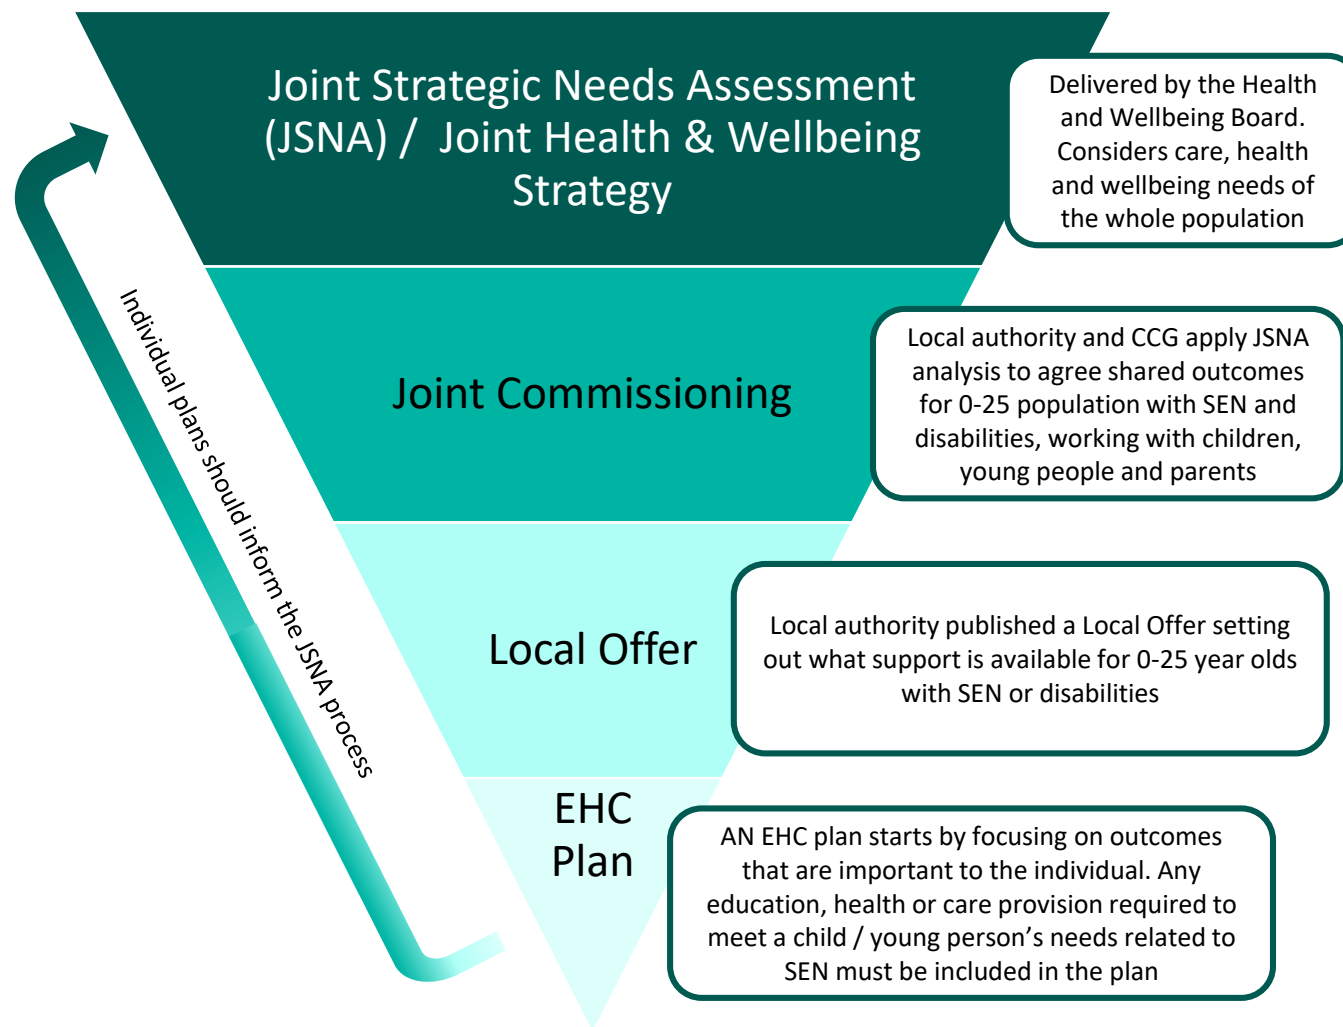 Joint Strategic Needs Assessment
(JSNA) / Joint Health & Wellbeing
Strategy
Delivered by the Health
and Wellbeing Board.
Considers care, health
and wellbeing needs of
the whole population
Individual plans should inform the JSNA process
Joint Commissioning
Local authority and CCG apply JSNA
analysis to agree shared outcomes
for 0-25 population with SEN and
disabilities, working with children,
young people and parents
Local Offer
Local authority published a Local Offer setting
out what support is available for 0-25 year olds
with SEN or disabilities
EHC
Plan
AN EHC plan starts by focusing on outcomes
that are important to the individual. Any
education, health or care provision required to
meet a child / young person’s needs related to
SEN must be included in the plan